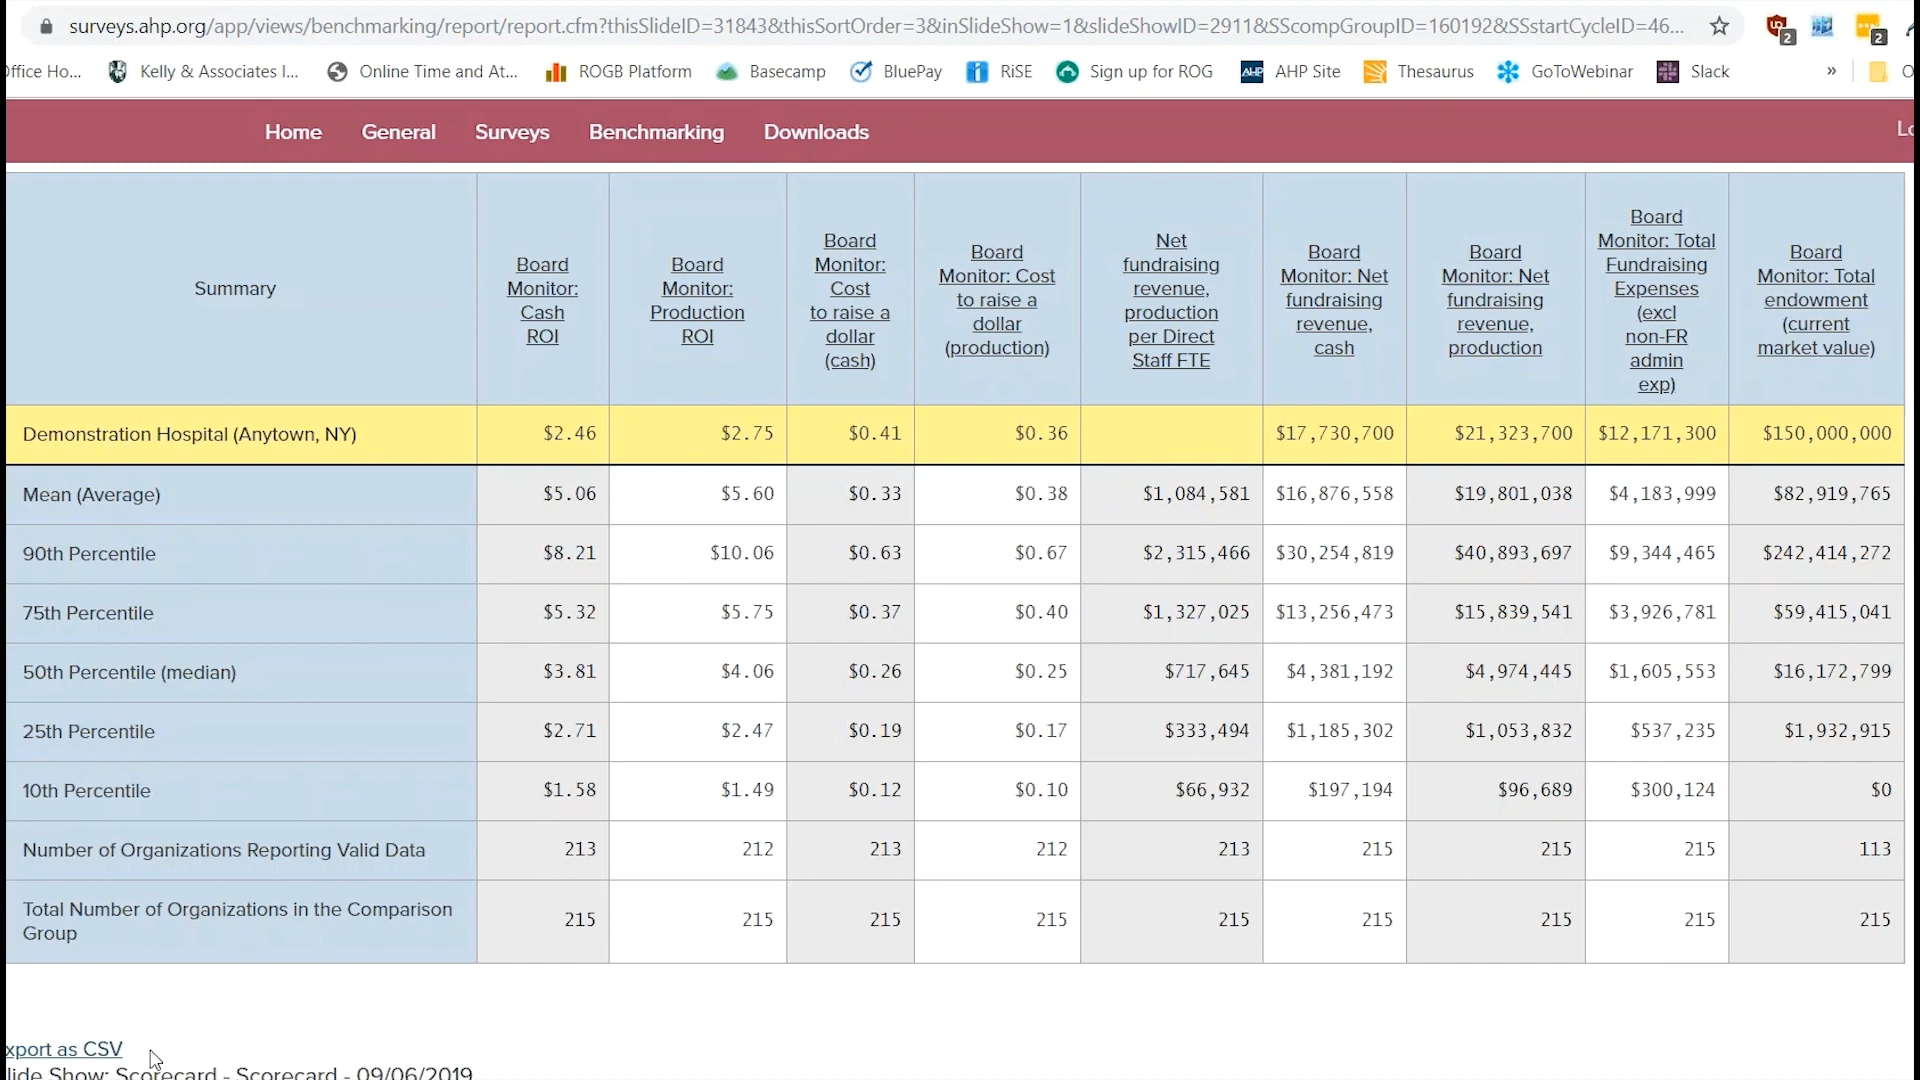 surveys.ahp.org/app/views/benchmarking/report/report.cfm?thisSlideID=31843&thisSortOrder=3&inSlideShow=1&slideShowID=2911&SScompGroupID=160192&SSstartCycleID=46...
2 2
Office Ho... Kelly & Associates I... Online Time and At... ROGB Platform Basecamp BluePay RiSE Sign up for ROG AHP AHP Site Thesaurus GoToWebinar Slack »
Home General Surveys Benchmarking Downloads
Summary
Board
Monitor:
Cash
ROI
Board
Monitor:
Production
ROI
Board
Monitor:
Cost
to raise a
dollar
(cash)
Board
Monitor: Cost
to raise a
dollar
(production)
Net
fundraising
revenue,
production
per Direct
Staff FTE
Board
Monitor: Net
fundraising
revenue,
cash
Board
Monitor: Net
fundraising
revenue,
production
Board
Monitor: Total
Fundraising
Expenses
(excl
non-FR
admin
exp)
Board
Monitor: Total
endowment
(current
market value)
Demonstration Hospital (Anytown, NY) $2.46 $2.75 $0.41 $0.36 $17,730,700 $21,323,700 $12,171,300 $150,000,000
Mean (Average) $5.06 $5.60 $0.33 $0.38 $1,084,581 $16,876,558 $19,801,038 $4,183,999 $82,919,765
90th Percentile $8.21 $10.06 $0.63 $0.67 $2,315,466 $30,254,819 $40,893,697 $9,344,465 $242,414,272
75th Percentile $5.32 $5.75 $0.37 $0.40 $1,327,025 $13,256,473 $15,839,541 $3,926,781 $59,415,041
50th Percentile (median) $3.81 $4.06 $0.26 $0.25 $717,645 $4,381,192 $4,974,445 $1,605,553 $16,172,799
25th Percentile $2.71 $2.47 $0.19 $0.17 $333,494 $1,185,302 $1,053,832 $537,235 $1,932,915
10th Percentile $1.58 $1.49 $0.12 $0.10 $66,932 $197,194 $96,689 $300,124 $0
Number of Organizations Reporting Valid Data 213 212 213 212 213 215 215 215 113
Total Number of Organizations in the Comparison
Group 215 215 215 215 215 215 215 215 215
xport as CSV
lide Show: Scorecard - Scorecard - 09/06/2019